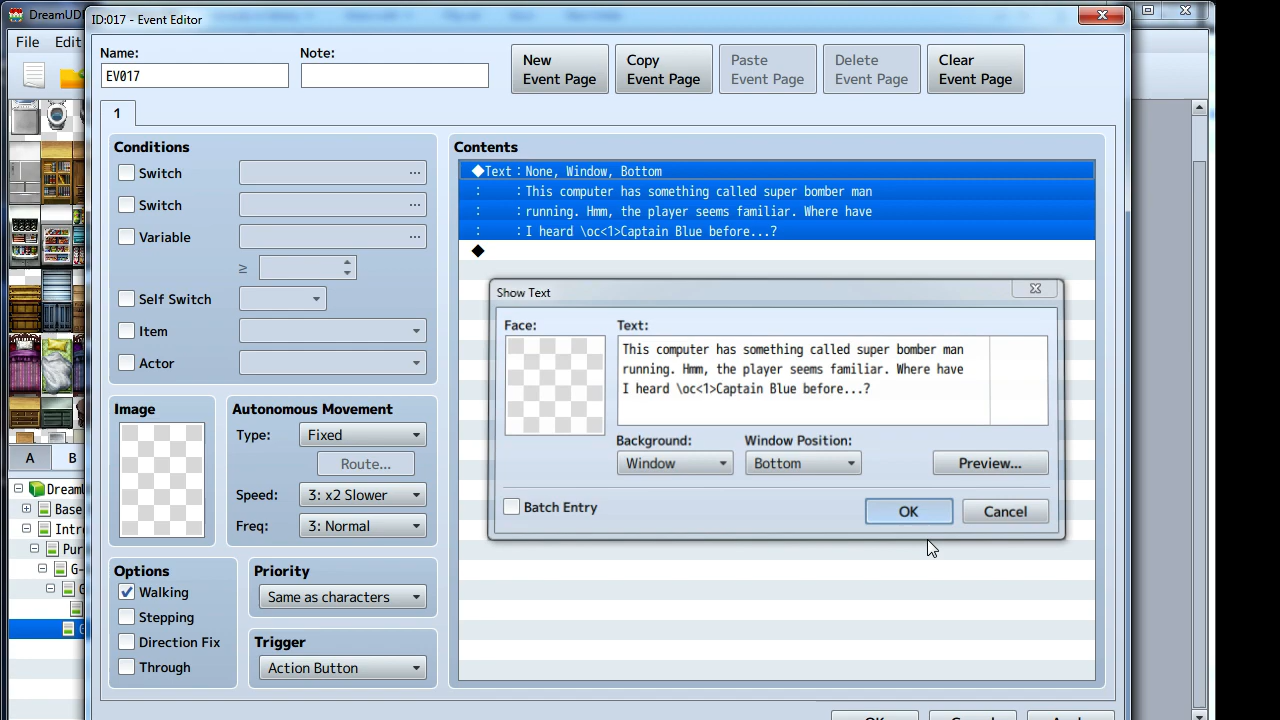 DreamUD
ID:017 - Event Editor
File Edit
Name:
Note:
EV017
New
Event Page
Copy
Event Page
Paste
Event Page
Delete
Event Page
Clear
Event Page
1
Conditions
Switch ...
Switch ...
Variable ...
≥
Self Switch
Item
Actor
Image
Autonomous Movement
Type: Fixed
Route...
Speed: 3: x2 Slower
Freq: 3: Normal
Options
Walking
Stepping
Direction Fix
Through
Priority
Same as characters
Trigger
Action Button
Contents
◆Text : None, Window, Bottom
: : This computer has something called super bomber man
: : running. Hmm, the player seems familiar. Where have
: : I heard \oc<1>Captain Blue before...?
◆
Show Text
Face:
Text:
This computer has something called super bomber man
running. Hmm, the player seems familiar. Where have
I heard \oc<1>Captain Blue before...?
Background:
Window
Window Position:
Bottom
Preview...
Batch Entry
OK
Cancel
A B
Base
Intr
Pur
G-